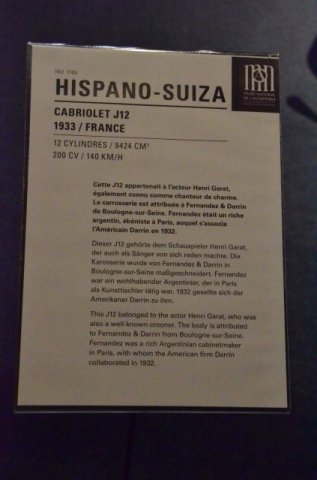 INV 1705
HISPANO-SUIZA
CABRIOLET J12
1933 / FRANCE
12 CYLINDRES / 9424 CM³
200 CV / 140 KM/H
Cette J12 appartenait à l'acteur Henri Garat,
également connu comme chanteur de charme.
La carrosserie est attribuée à Fernandez & Darrin
de Boulogne-sur-Seine. Fernandez était un riche
argentin, ébéniste à Paris, auquel s'associa
l'Américain Darrin en 1932.
Dieser J12 gehörte dem Schauspieler Henri Garat,
der auch als Sänger von sich reden machte. Die
Karosserie wurde von Fernandez & Darrin in
Boulogne-sur-Seine maßgeschneidert. Fernandez
war ein wohlhabender Argentinier, der in Paris
als Kunsttischler tätig war, 1932 gesellte sich der
Amerikaner Darrin zu ihm.
This J12 belonged to the actor Henri Garat, who was
also a well-known crooner. The body is attributed
to Fernandez & Darrin from Boulogne-sur-Seine.
Fernandez was a rich Argentinian cabinetmaker
in Paris, with whom the American firm Darrin
collaborated in 1932.